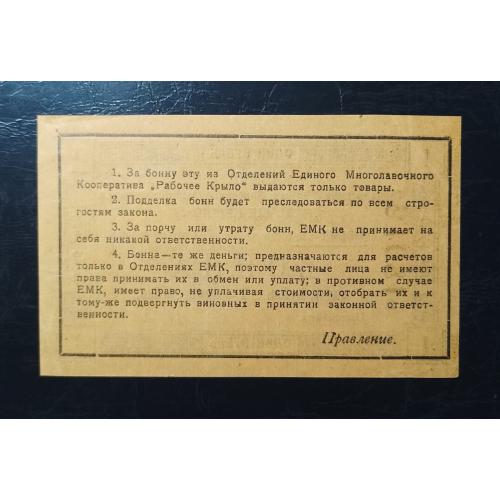 1. За бонну эту из Отделений Единого Многолавочного
Кооператива „Рабочее Крыло" выдаются только товары.
2. Подделка бонн будет преследоваться по всем стро-
гостям закона.
3. За порчу или утрату бонн, ЕМК не принимает на
себя никакой ответственности.
4. Бонна—те же деньги; предназначаются для расчетов
только в Отделениях ЕМК, поэтому частные лица не имеют
права принимать их в обмен или уплату; в противном случае
ЕМК, имеет право, не уплачивая стоимости, отобрать их и к
тому-же подвергнуть виновных в принятии законной ответст-
венности.
Правление.